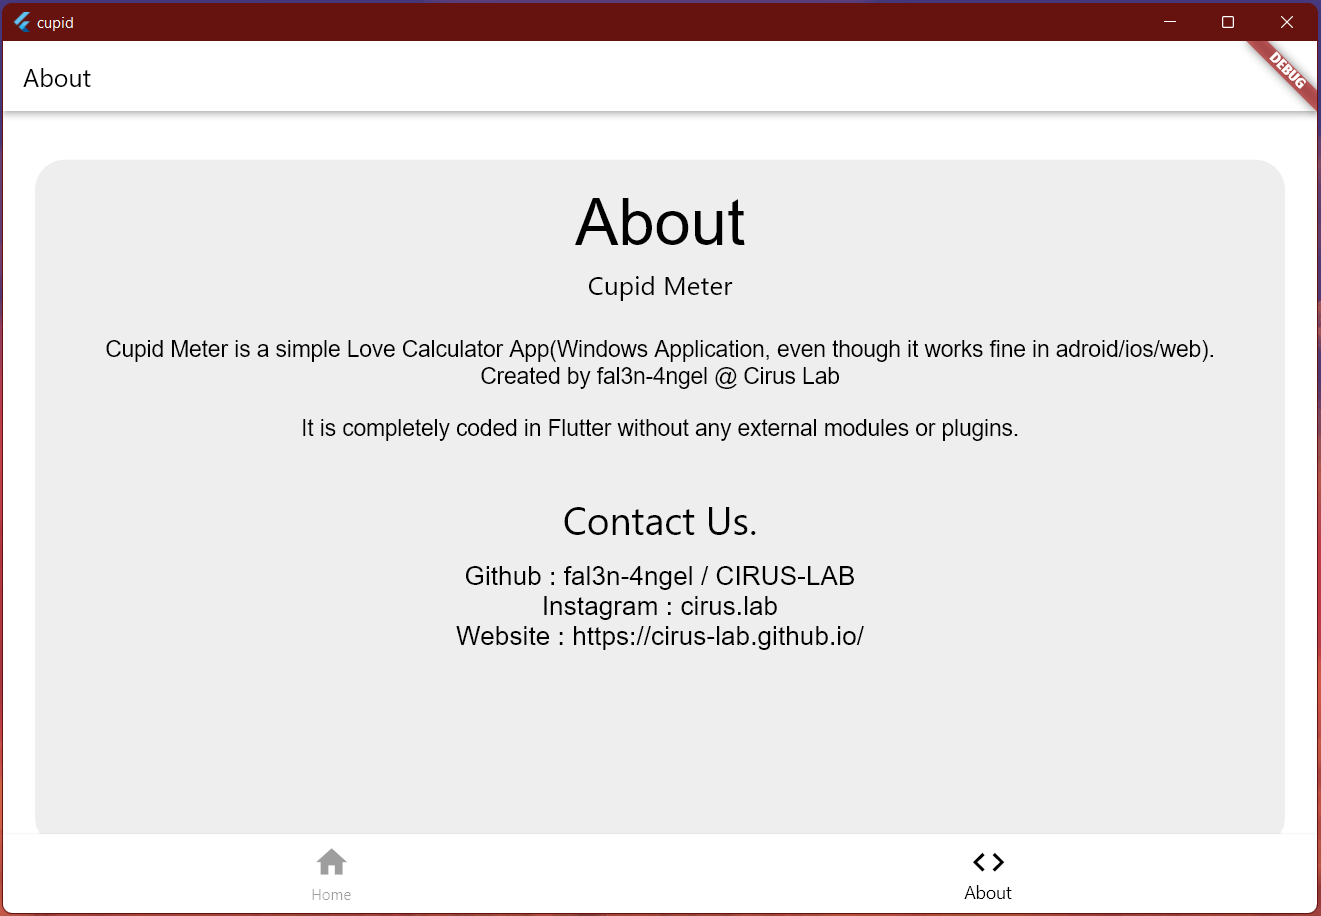 cupid
About
DEBUG
About
Cupid Meter
Cupid Meter is a simple Love Calculator App(Windows Application, even though it works fine in adroid/ios/web).
Created by fal3n-4ngel @ Cirus Lab
It is completely coded in Flutter without any external modules or plugins.
Contact Us.
Github : fal3n-4ngel / CIRUS-LAB
Instagram : cirus.lab
Website : https://cirus-lab.github.io/
Home
About